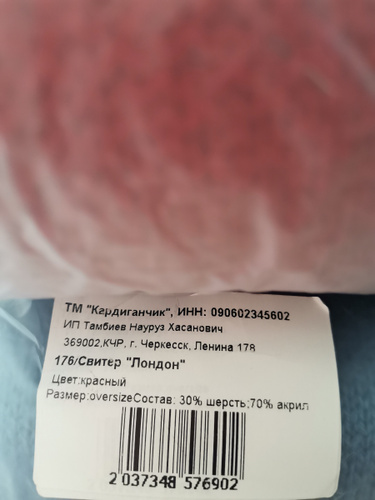 ТМ "Кардиганчик", ИНН: 090602345602
ИП Тамбиев Науруз Хасанович
369002,КЧР, г. Черкесск, Ленина 178
176/Свитер "Лондон"
Цвет:красный
Размер:oversizeСостав: 30% шерсть;70% акрил
2 037348 576902